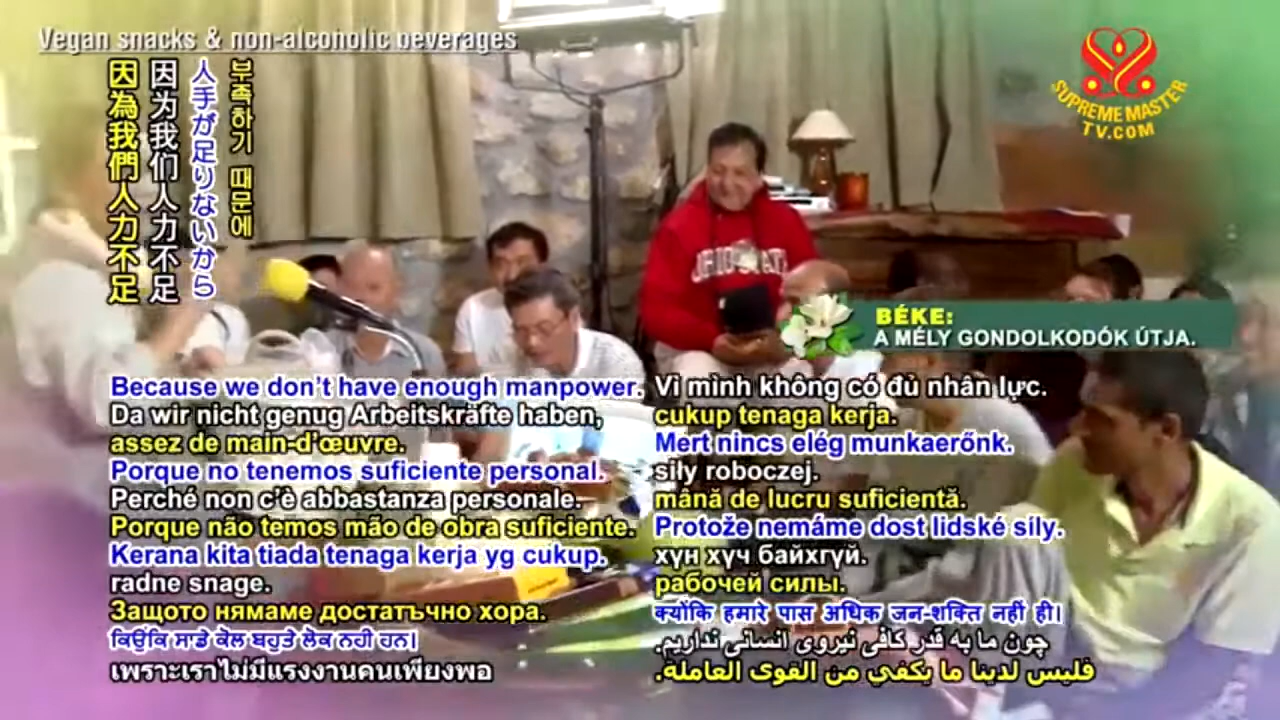 Vegan snacks & non-alcoholic beverages
SUPREME MASTER
TV.COM
因為我們人力不足
因为我们人力不足
人手が足りないから
부족하기 때문에
BÉKE:
A MÉLY GONDOLKODÓK ÚTJA.
Because we don't have enough manpower.
Da wir nicht genug Arbeitskräfte haben,
assez de main-d'œuvre.
Porque no tenemos suficiente personal.
Perché non c'è abbastanza personale.
Porque não temos mão de obra suficiente.
Kerana kita tiada tenaga kerja yg cukup.
radne snage.
Защото нямаме достатъчно хора.
ਕਿਉਂਕਿ ਸਾਡੇ ਕੋਲ ਬਹੁਤੇ ਲੋਕ ਨਹੀ ਹਨ।
เพราะเราไม่มีแรงงานคนเพียงพอ
Vì mình không có đủ nhân lực.
cukup tenaga kerja.
Mert nincs elég munkaerőnk.
siły roboczej.
mână de lucru suficientă.
Protože nemáme dost lidské síly.
хүн хүч байхгүй.
рабочей силы.
क्योंकि हमारे पास अधिक जन-शक्ति नहीं ही।
چون ما به قدر کافی نیروی انسانی نداریم.
فليس لدينا ما يكفي من القوى العاملة.